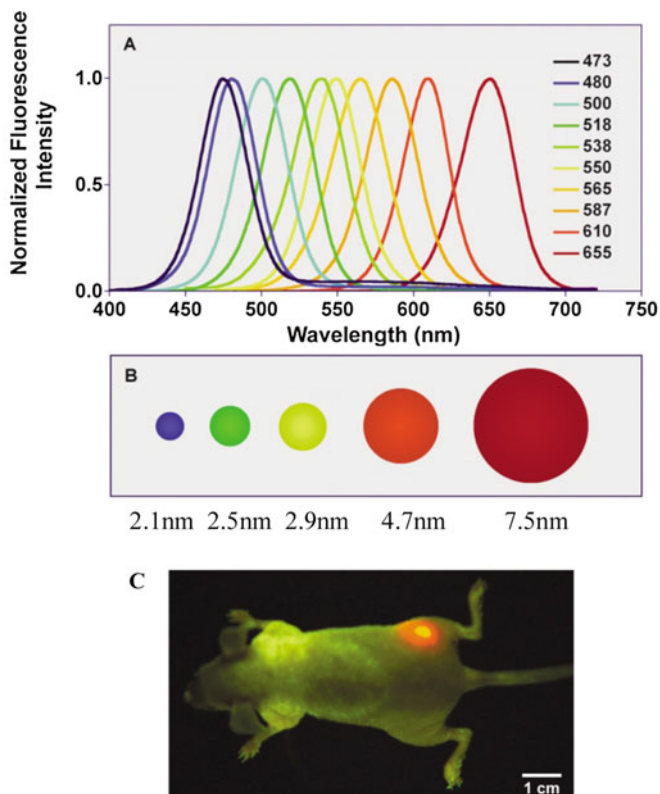 A
Normalized Fluorescence
Intensity
1.0
0.5
0.0
473
480
500
518
538
550
565
587
610
655
400 450 500 550 600 650 700 750
Wavelength (nm)
B
2.1nm 2.5nm 2.9nm 4.7nm 7.5nm
C
1 cm